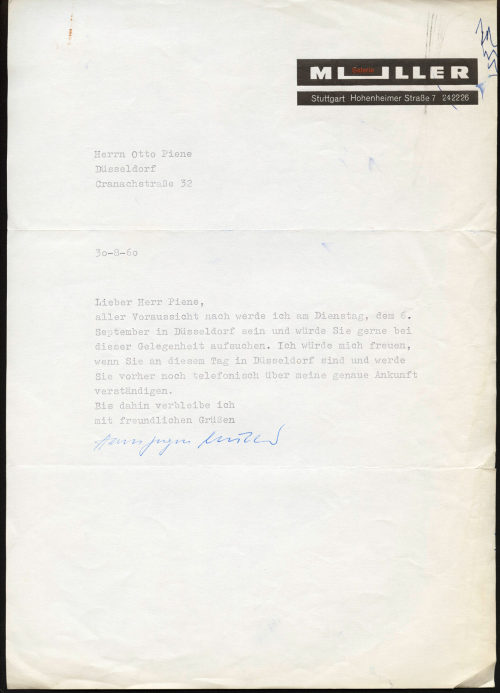 Galerie
MÜLLER
Stuttgart Hohenheimer Straße 7 242226
Herrn Otto Piene
Düsseldorf
Cranachstraße 32
30-8-60
Lieber Herr Piene,
aller Voraussicht nach werde ich am Dienstag, dem 6.
September in Düsseldorf sein und würde Sie gerne bei
dieser Gelegenheit aufsuchen. Ich würde mich freuen,
wenn Sie an diesem Tag in Düsseldorf sind und werde
Sie vorher noch telefonisch über meine genaue Ankunft
verständigen.
Bis dahin verbleibe ich
mit freundlichen Grüßen